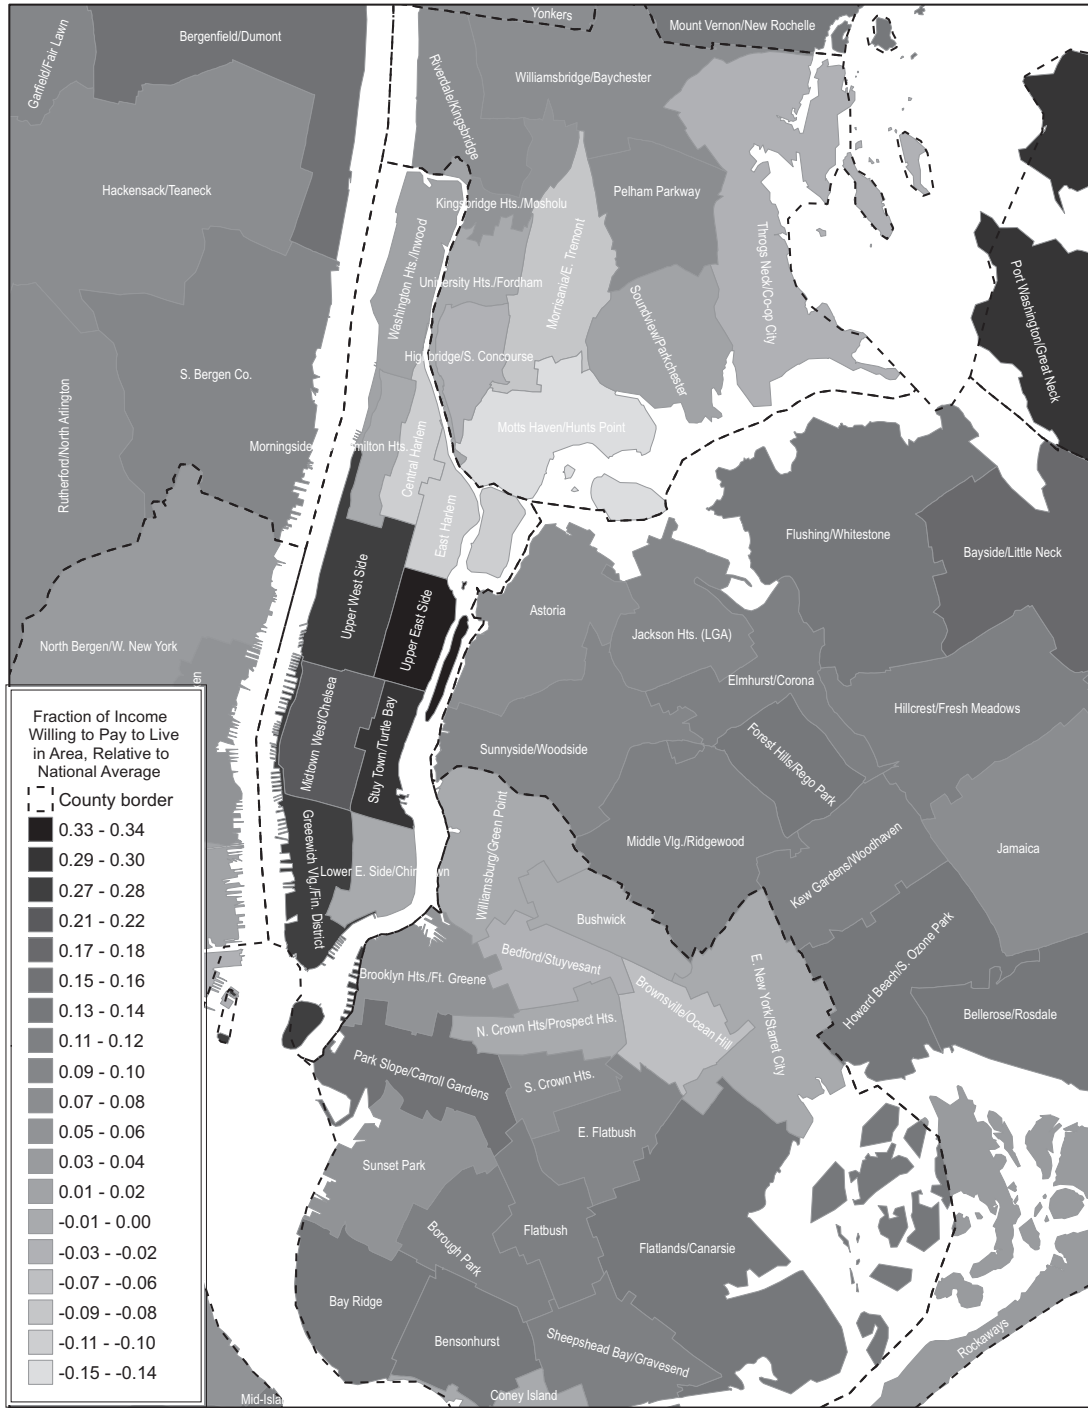 Yonkers
Mount Vernon/New Rochelle
Bergenfield/Dumont
Garfield/Fair Lawn
Riverdale/Kingsbridge
Williamsbridge/Baychester
Hackensack/Teaneck
Pelham Parkway
Kingsbridge Hts./Mosholu
Washington Hts./Inwood
Morrisania/E. Tremont
Throgs Neck/Co-op City
University Hts./Fordham
Port Washington/Great Neck
Soundview/Parkchester
Highbridge/S. Concourse
S. Bergen Co.
Rutherford/North Arlington
Motts Haven/Hunts Point
Central Harlem
East Harlem
Flushing/Whitestone
Bayside/Little Neck
Upper West Side
Upper East Side
Astoria
Jackson Hts. (LGA)
North Bergen/W. New York
Elmhurst/Corona
Hillcrest/Fresh Meadows
Midtown West/Chelsea
Stuy Town/Turtle Bay
Sunnyside/Woodside
Forest Hills/Rego Park
Greeewich Vlg./Fin. District
Williamsburg/Green Point
Middle Vlg./Ridgewood
Jamaica
Kew Gardens/Woodhaven
Lower E. Side/Chin
wn
Bushwick
Bedford/Stuyvesant
Brooklyn Hts./Ft. Greene
E. New York/Starret City
Howard Beach/S. Ozone Park
Brownsville/Ocean Hill
Bellerose/Rosdale
N. Crown Hts/Prospect Hts.
Park Slope/Carroll Gardens
S. Crown Hts.
E. Flatbush
Sunset Park
Borough Park
Flatbush
Flatlands/Canarsie
Bay Ridge
Bensonhurst
Sheepshead Bay/Gravesend
Rockaways
Coney Island
Mid-Isla
Morningside
milton Hts.
en
Fraction of Income
Willing to Pay to Live
in Area, Relative to
National Average
County border
0.33 - 0.34
0.29 - 0.30
0.27 - 0.28
0.21 - 0.22
0.17 - 0.18
0.15 - 0.16
0.13 - 0.14
0.11 - 0.12
0.09 - 0.10
0.07 - 0.08
0.05 - 0.06
0.03 - 0.04
0.01 - 0.02
-0.01 - 0.00
-0.03 - -0.02
-0.07 - -0.06
-0.09 - -0.08
-0.11 - -0.10
-0.15 - -0.14